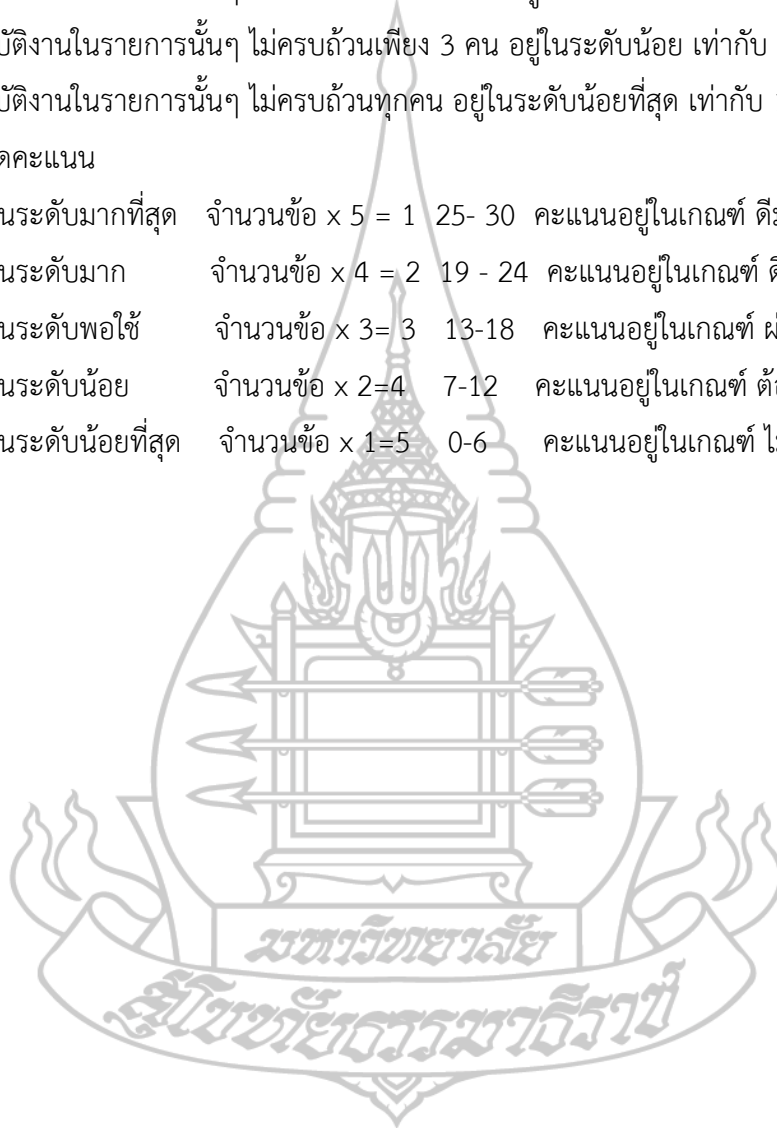 บัติงานในรายการนั้นๆ ไม่ครบถ้วนเพียง 3 คน อยู่ในระดับน้อย เท่ากับ
บัติงานในรายการนั้นๆ ไม่ครบถ้วนทุกคน อยู่ในระดับน้อยที่สุด เท่ากับ
ดคะแนน
นระดับมากที่สุด จำนวนข้อ x 5 = 1 25- 30 คะแนนอยู่ในเกณฑ์
นระดับมาก จำนวนข้อ x 4 = 2 19 - 24 คะแนนอยู่ในเกณฑ์
นระดับพอใช้ จำนวนข้อ x 3= 3 13-18 คะแนนอยู่ในเกณฑ์
นระดับน้อย จำนวนข้อ x 2=4 7-12 คะแนนอยู่ในเกณฑ์
นระดับน้อยที่สุด จำนวนข้อ x 1=5 0-6 คะแนนอยู่ในเกณฑ์
มหาวิทยาลัย
สุโขทัยธรรมาธิราช